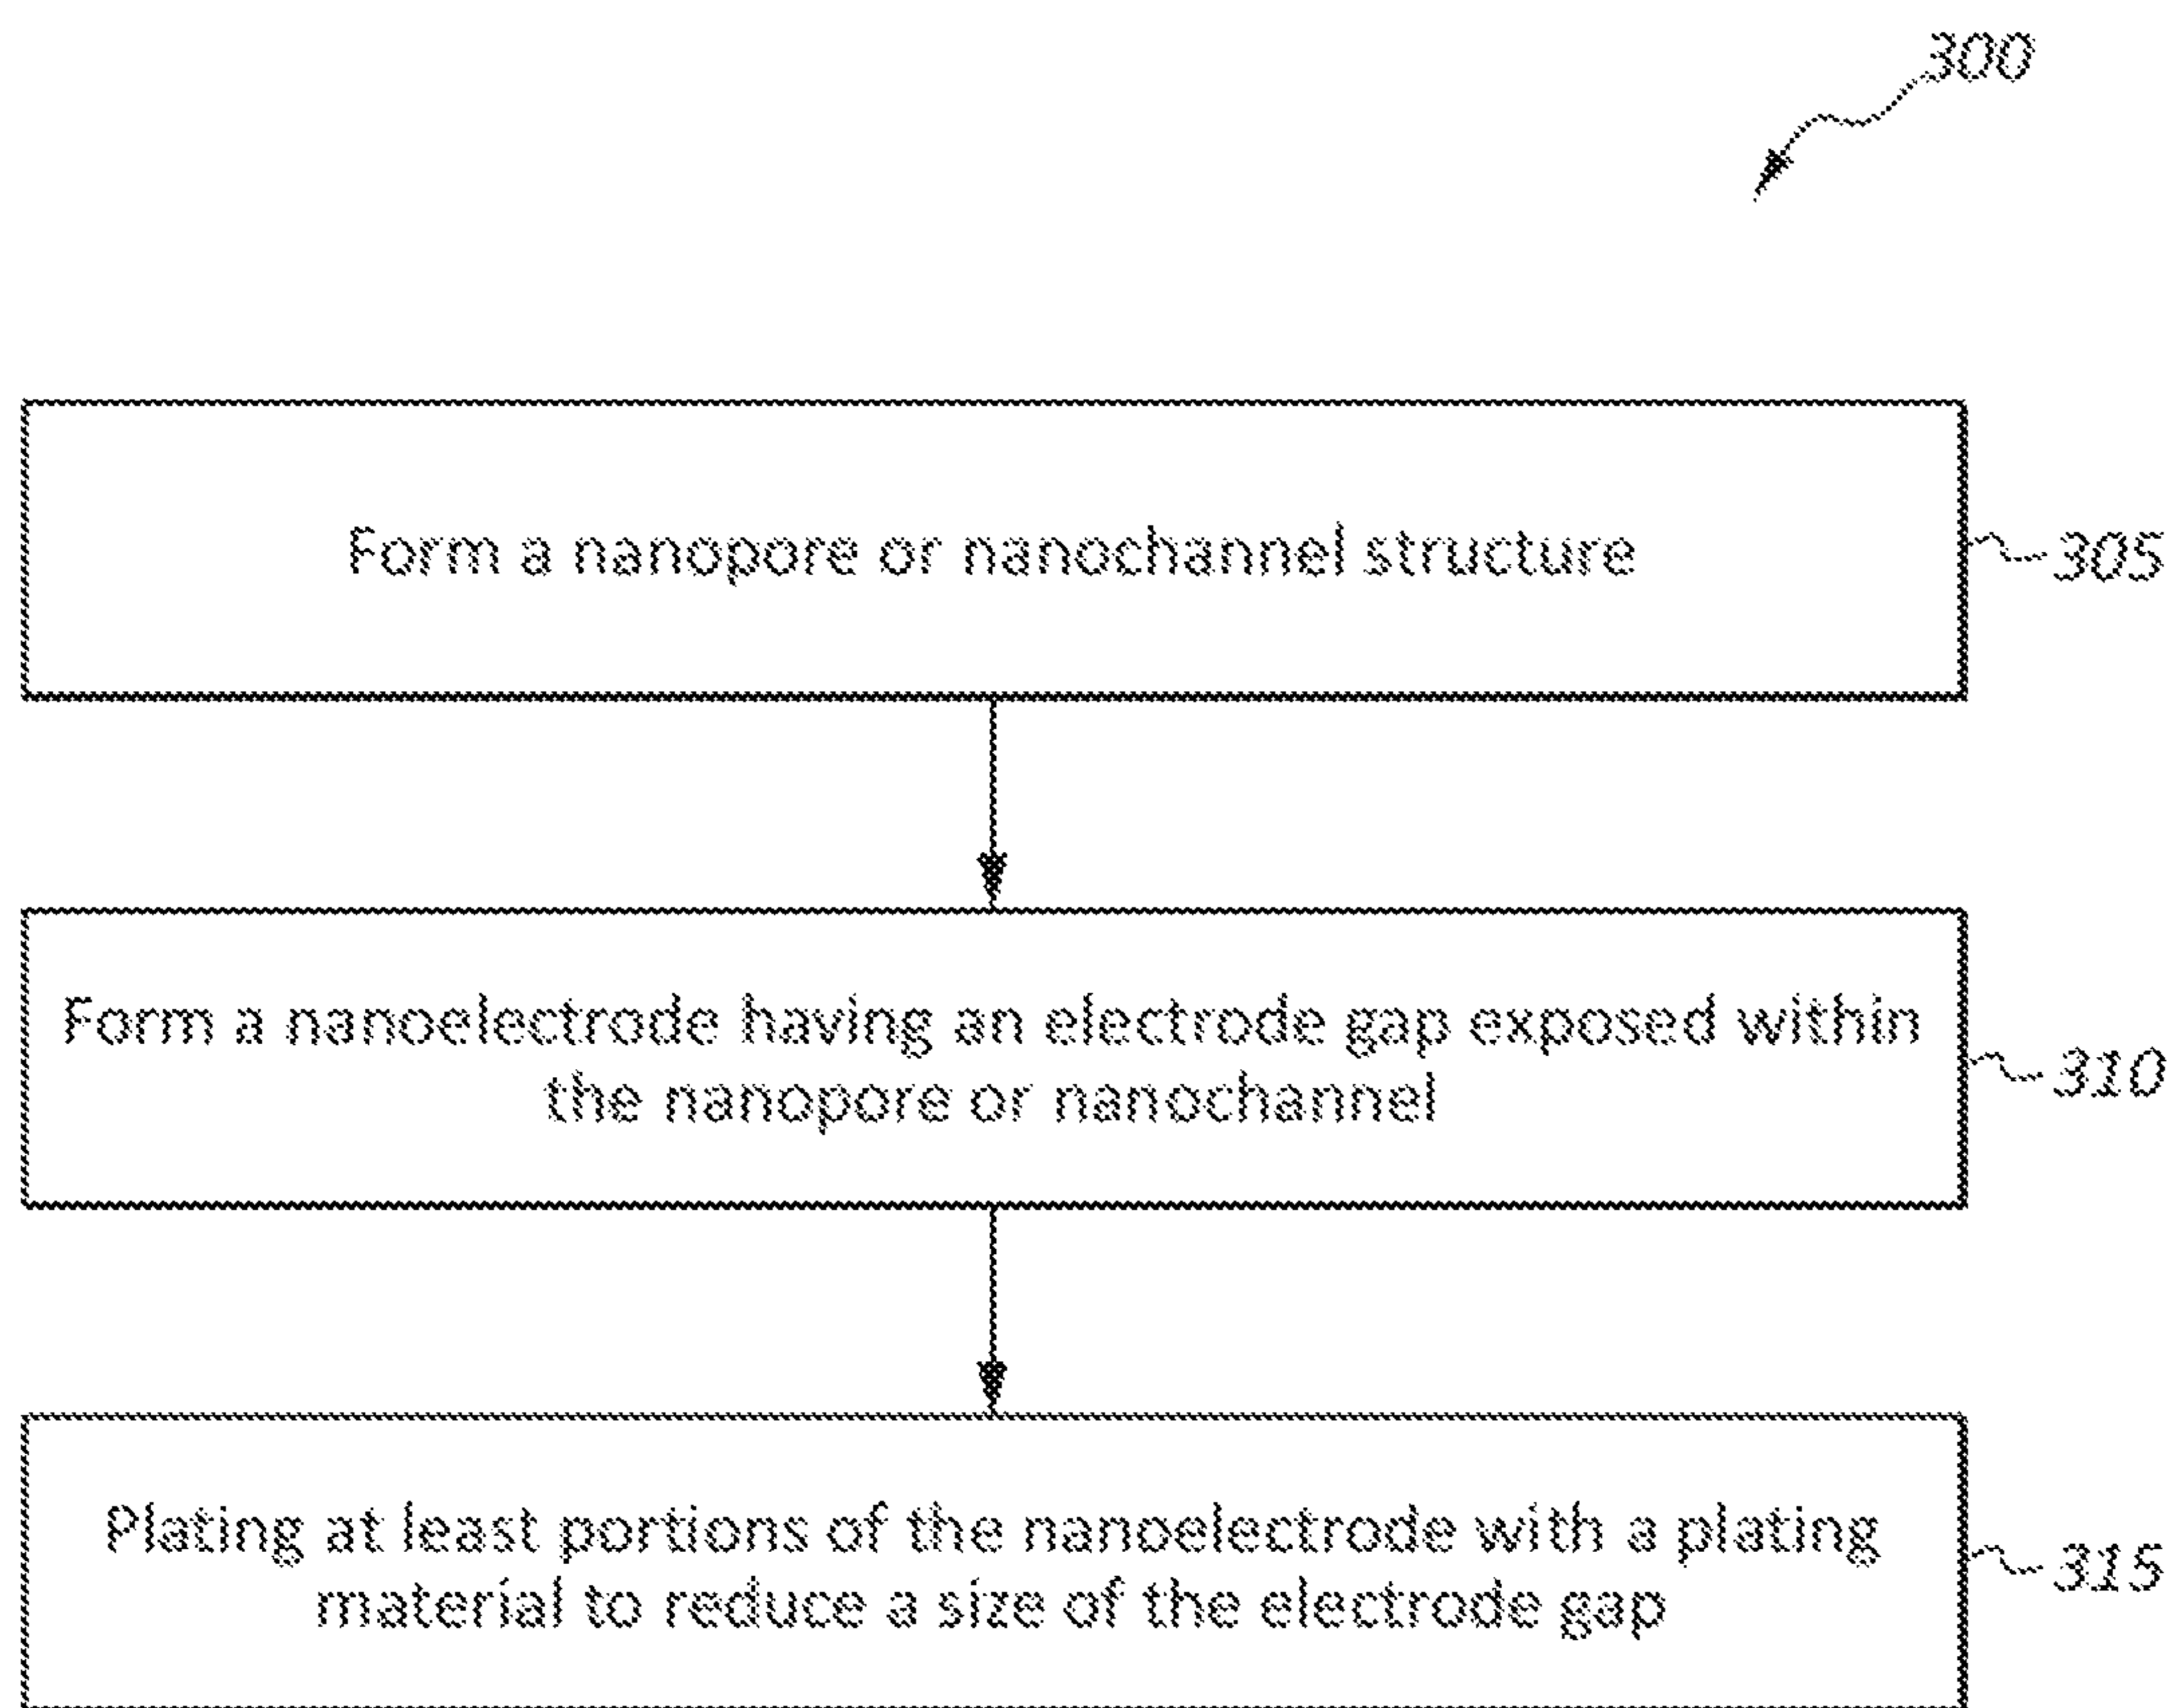 300
Form a nanopore or nanochannel structure
305
Form a nanoelectrode having an electrode gap exposed within
the nanopore or nanochannel
310
Plating at least portions of the nanoelectrode with a plating
material to reduce a size of the electrode gap
315